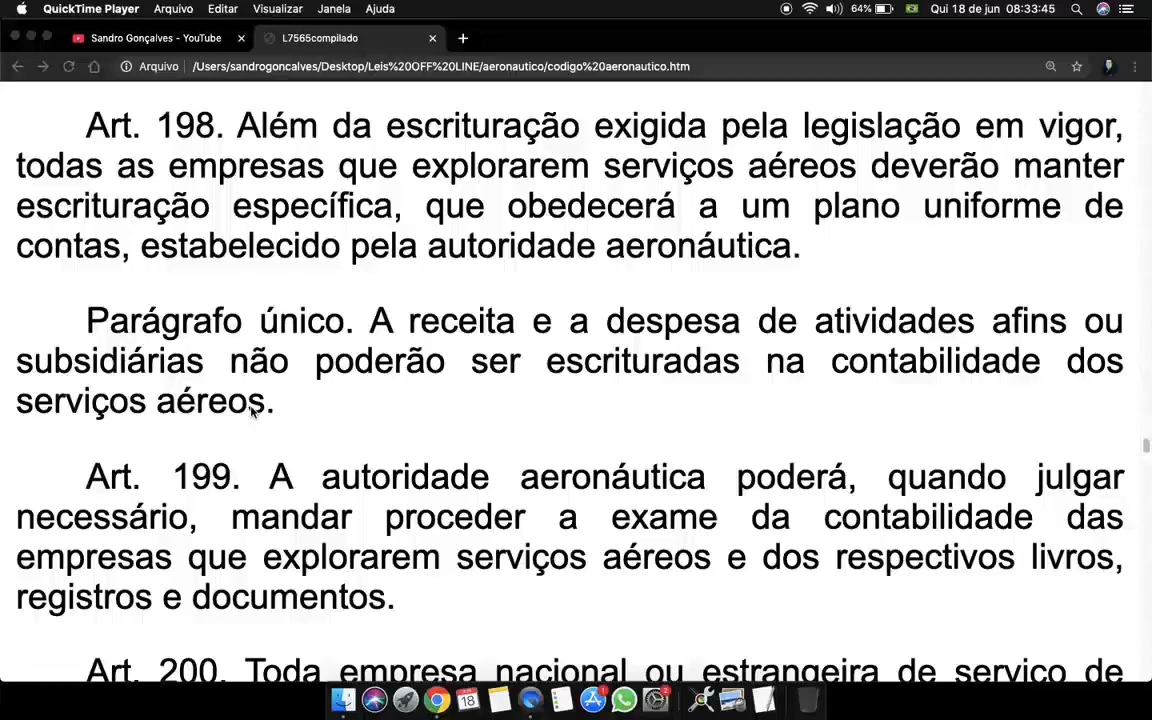 QuickTime Player Arquivo Editar Visualizar Janela Ajuda 64% Qui 18 de jun 08:33:45
Sandro Gonçalves - YouTube L7565compilado
Arquivo /Users/sandrogoncalves/Desktop/Leis%20OFF%20LINE/aeronautico/codigo%20aeronautico.htm
Art. 198. Além da escrituração exigida pela legislação em vigor,
todas as empresas que explorarem serviços aéreos deverão manter
escrituração específica, que obedecerá a um plano uniforme de
contas, estabelecido pela autoridade aeronáutica.
Parágrafo único. A receita e a despesa de atividades afins ou
subsidiárias não poderão ser escrituradas na contabilidade dos
serviços aéreos.
Art. 199. A autoridade aeronáutica poderá, quando julgar
necessário, mandar proceder a exame da contabilidade das
empresas que explorarem serviços aéreos e dos respectivos livros,
registros e documentos.
Art. 200. Toda empresa nacional ou estrangeira de serviço de
18 1 2